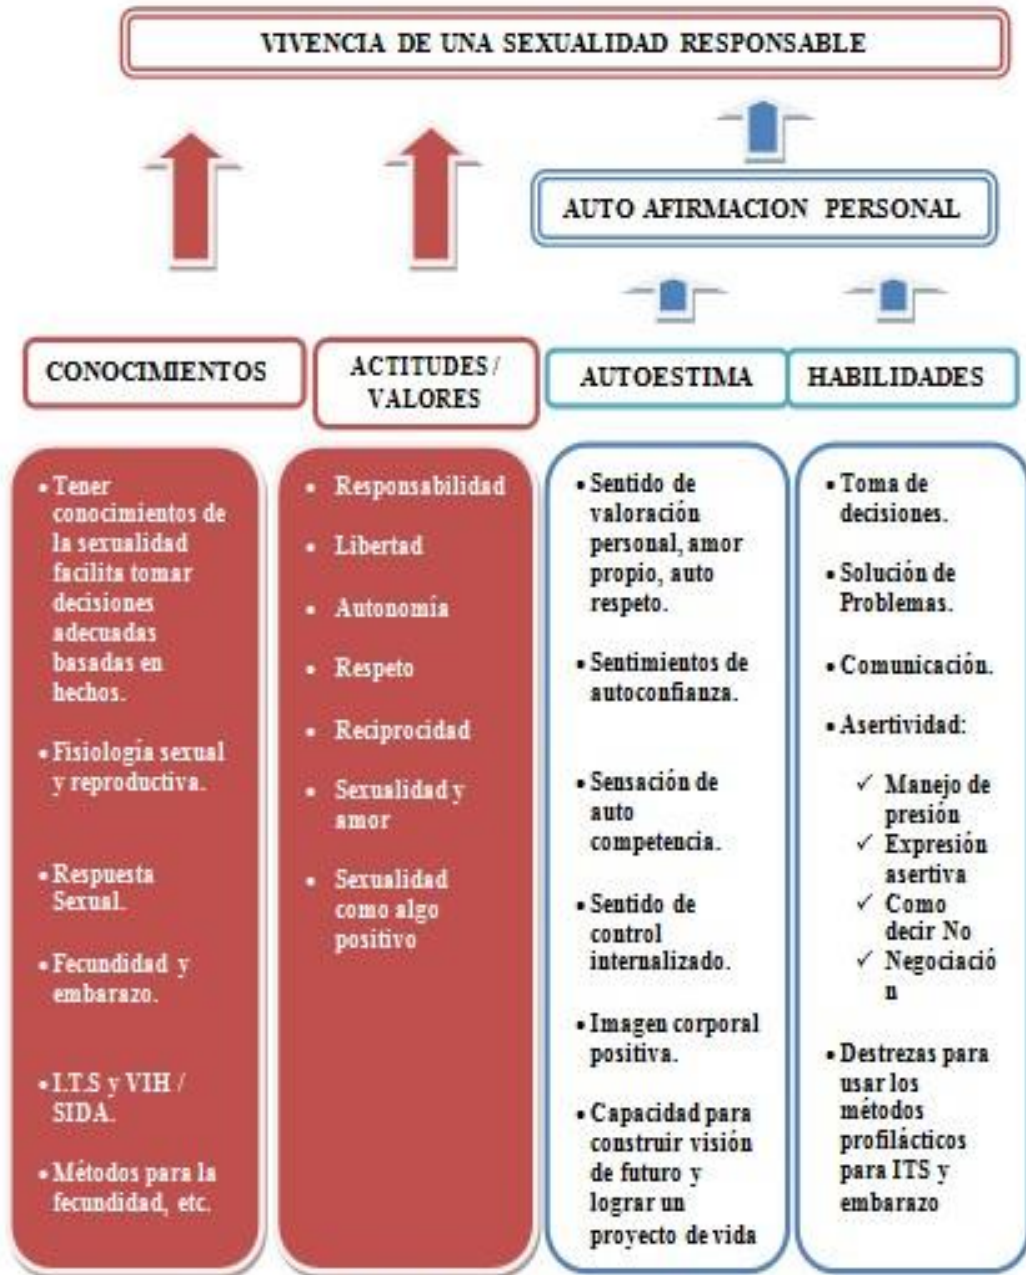 VIVENCIA DE UNA SEXUALIDAD RESPONSABLE
AUTO AFIRMACION PERSONAL
CONOCIMIENTOS
ACTITUDES /
VALORES
AUTOESTIMA
HABILIDADES
• Tener
conocimientos de
la sexualidad
facilita tomar
decisiones
adecuadas
basadas en
hechos.
• Fisiología sexual
y reproductiva.
• Respuesta
Sexual.
• Fecundidad y
embarazo.
• I.T.S y VIH /
SIDA.
• Métodos para la
fecundidad, etc.
• Responsabilidad
• Libertad
• Autonomía
• Respeto
• Reciprocidad
• Sexualidad y
amor
• Sexualidad
como algo
positivo
• Sentido de
valoración
personal, amor
propio, auto
respeto.
• Sentimientos de
autoconfianza.
• Sensación de
auto
competencia.
• Sentido de
control
internalizado.
• Imagen corporal
positiva.
• Capacidad para
construir visión
de futuro y
lograr un
proyecto de vida
• Toma de
decisiones.
• Solución de
Problemas.
• Comunicación.
• Asertividad:
✓ Manejo de
presión
✓ Expresión
asertiva
✓ Como
decir No
✓ Negociació
n
• Destrezas para
usar los
métodos
profilácticos
para ITS y
embarazo